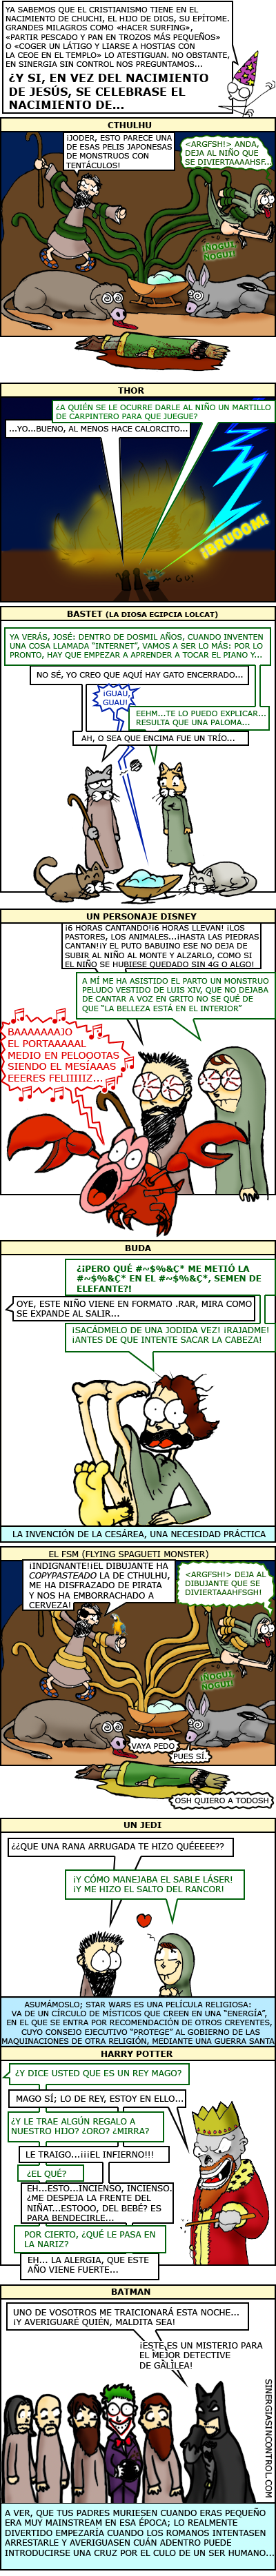 YA SABEMOS QUE EL CRISTIANISMO TIENE EN EL
NACIMIENTO DE CHUCHI, EL HIJO DE DIOS, SU EPÍTOME.
GRANDES MILAGROS COMO «HACER SURFING»,
«PARTIR PESCADO Y PAN EN TROZOS MÁS PEQUEÑOS»
O «COGER UN LÁTIGO Y LIARSE A HOSTIAS CON
LA CEOE EN EL TEMPLO» LO ATESTIGUAN. NO OBSTANTE,
EN SINERGIA SIN CONTROL NOS PREGUNTAMOS...
¿Y SI, EN VEZ DEL NACIMIENTO
DE JESÚS, SE CELEBRASE EL
NACIMIENTO DE...
CTHULHU
¡JODER, ESTO PARECE UNA
DE ESAS PELIS JAPONESAS
DE MONSTRUOS CON
TENTÁCULOS!
<ARGFSH!> ANDA,
DEJA AL NIÑO QUE
SE DIVIERTAAAAHSF...
¡ÑOGUI
ÑOGUI!
THOR
¿A QUIÉN SE LE OCURRE DARLE AL NIÑO UN MARTILLO
DE CARPINTERO PARA QUE JUEGUE?
...YO...BUENO, AL MENOS HACE CALORCITO...
¡BRUOOM!
GU!
BASTET (LA DIOSA EGIPCIA LOLCAT)
YA VERÁS, JOSÉ: DENTRO DE DOSMIL AÑOS, CUANDO INVENTEN
UNA COSA LLAMADA "INTERNET", VAMOS A SER LO MÁS: POR LO
PRONTO, HAY QUE EMPEZAR A APRENDER A TOCAR EL PIANO Y...
NO SÉ, YO CREO QUE AQUÍ HAY GATO ENCERRADO...
¡GUAU,
GUAU!
EEHM...TE LO PUEDO EXPLICAR...
RESULTA QUE UNA PALOMA...
AH, O SEA QUE ENCIMA FUE UN TRÍO...
UN PERSONAJE DISNEY
¡6 HORAS CANTANDO!¡6 HORAS LLEVAN! ¡LOS
PASTORES, LOS ANIMALES...¡HASTA LAS PIEDRAS
CANTAN!¡Y EL PUTO BABUINO ESE NO DEJA DE
SUBIR AL NIÑO AL MONTE Y ALZARLO, COMO SI
EL NIÑO SE HUBIESE QUEDADO SIN 4G O ALGO!
A MÍ ME HA ASISTIDO EL PARTO UN MONSTRUO
PELUDO VESTIDO DE LUIS XIV, QUE NO DEJABA
DE CANTAR A VOZ EN GRITO NO SE QUÉ DE
QUE "LA BELLEZA ESTÁ EN EL INTERIOR"
BAAAAAAAJO
EL PORTAAAAAL
MEDIO EN PELOOOTAS
SIENDO EL MESÍAAAS
EEERES FELIIIIIZ...
BUDA
¿¡PERO QUÉ #~$%&Ç* ME METIÓ LA
#~$%&Ç* EN EL #~$%&Ç*, SEMEN DE
ELEFANTE?!
OYE, ESTE NIÑO VIENE EN FORMATO .RAR, MIRA COMO
SE EXPANDE AL SALIR...
¡SACÁDMELO DE UNA JODIDA VEZ! ¡RAJADME!
¡ANTES DE QUE INTENTE SACAR LA CABEZA!
LA INVENCIÓN DE LA CESÁREA, UNA NECESIDAD PRÁCTICA
EL FSM (FLYING SPAGUETI MONSTER)
¡INDIGNANTE!¡EL DIBUJANTE HA
COPYPASTEADO LA DE CTHULHU,
ME HA DISFRAZADO DE PIRATA
Y NOS HA EMBORRACHADO A
CERVEZA!
<ARGFSH!> DEJA AL
DIBUJANTE QUE SE
DIVIERTAAAHFSGH!
¡ÑOGUI
ÑOGUI!
VAYA PEDO
PUES SÍ.
OSH QUIERO A TODOSH
UN JEDI
¿¿QUE UNA RANA ARRUGADA TE HIZO QUÉEEEE??
¡Y CÓMO MANEJABA EL SABLE LÁSER!
¡Y ME HIZO EL SALTO DEL RANCOR!
ASUMÁMOSLO; STAR WARS ES UNA PELÍCULA RELIGIOSA:
VA DE UN CÍRCULO DE MÍSTICOS QUE CREEN EN UNA "ENERGÍA",
EN EL QUE SE ENTRA POR RECOMENDACIÓN DE OTROS CREYENTES,
CUYO CONSEJO EJECUTIVO "PROTEGE" AL GOBIERNO DE LAS
MAQUINACIONES DE OTRA RELIGIÓN, MEDIANTE UNA GUERRA SANTA
HARRY POTTER
¿Y DICE USTED QUE ES UN REY MAGO?
MAGO SÍ; LO DE REY, ESTOY EN ELLO...
¿Y LE TRAE ALGÚN REGALO A
NUESTRO HIJO? ¿ORO? ¿MIRRA?
LE TRAIGO...¡¡¡EL INFIERNO!!!
¿EL QUÉ?
EH...ESTO...INCIENSO, INCIENSO.
¿ME DESPEJA LA FRENTE DEL
NIÑAT...ESTOOO, DEL BEBÉ? ES
PARA BENDECIRLE...
POR CIERTO, ¿QUÉ LE PASA EN
LA NARIZ?
EH... LA ALERGIA, QUE ESTE
AÑO VIENE FUERTE...
BATMAN
UNO DE VOSOTROS ME TRAICIONARÁ ESTA NOCHE...
¡Y AVERIGUARÉ QUIÉN, MALDITA SEA!
¡ESTE ES UN MISTERIO PARA
EL MEJOR DETECTIVE
DE GALILEA!
SINERGIASINCONTROL.COM
A VER, QUE TUS PADRES MURIESEN CUANDO ERAS PEQUEÑO
ERA MUY MAINSTREAM EN ESA ÉPOCA; LO REALMENTE
DIVERTIDO EMPEZARÍA CUANDO LOS ROMANOS INTENTASEN
ARRESTARLE Y AVERIGUASEN CUÁN ADENTRO PUEDE
INTRODUCIRSE UNA CRUZ POR EL CULO DE UN SER HUMANO...